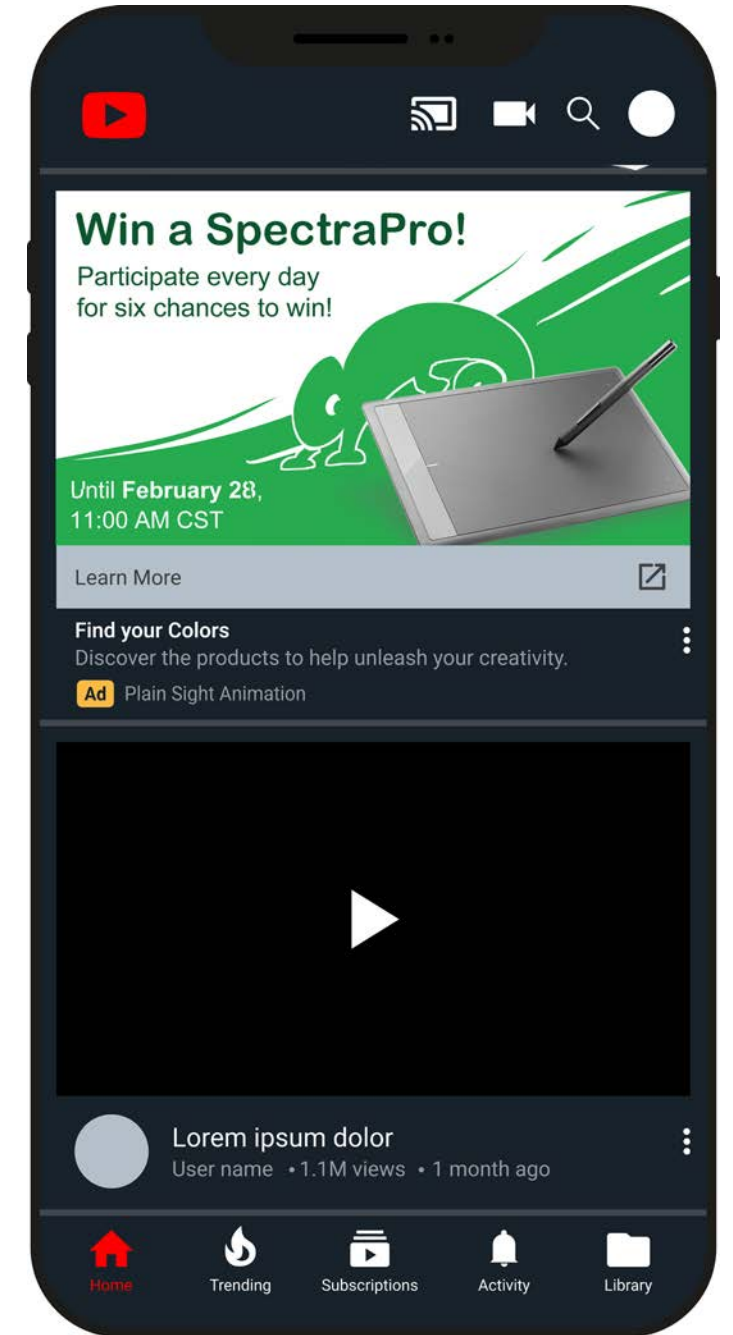 Win a SpectraPro!
Participate every day
for six chances to win!
Until February 28,
11:00 AM CST
Learn More
Find your Colors
Discover the products to help unleash your creativity.
Ad Plain Sight Animation
Lorem ipsum dolor
User name • 1.1M views • 1 month ago
Home Trending Subscriptions Activity Library